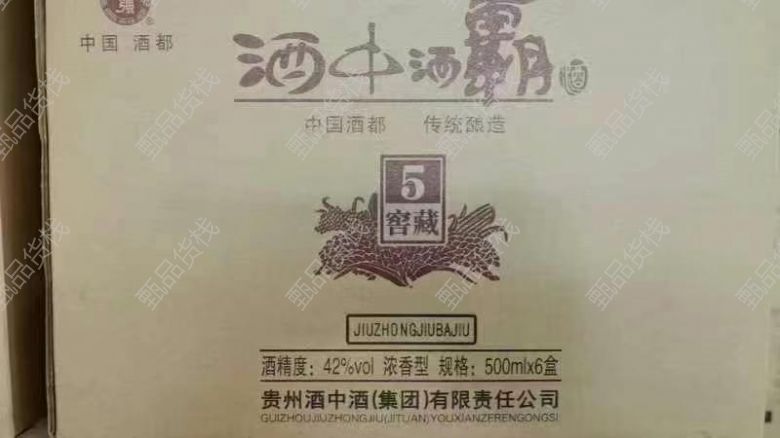 張
中国 酒都
酒中酒霸
中国酒都 传统酿造
5
窖藏
JIUZHONGJIUBAJIU
酒精度：42%vol 浓香型 规格：500mlx6盒
贵州酒中酒(集团)有限责任公司
GUIZHOUJIUZHONGJIU(JITUAN)YOUXIANZERENGONGSI
甄品货栈